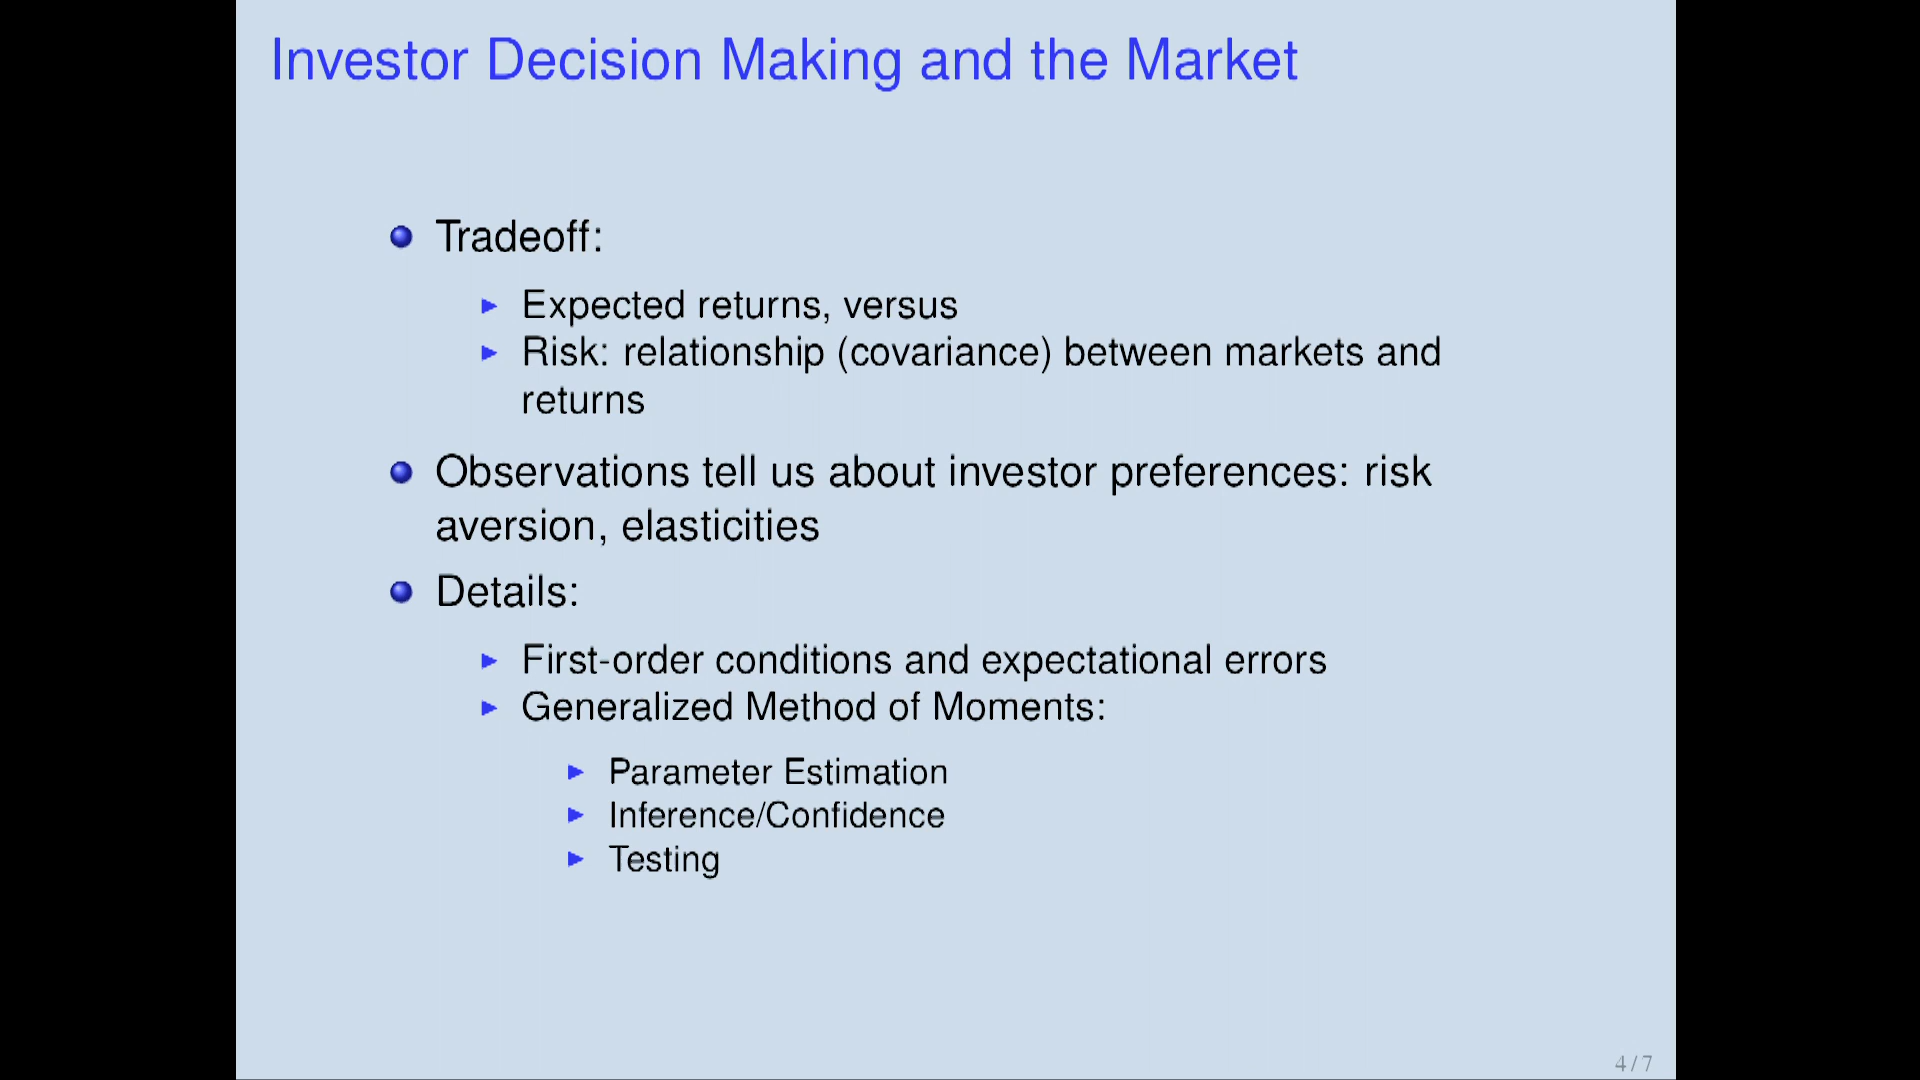 Investor Decision Making and the Market
Tradeoff:
Expected returns, versus
Risk: relationship (covariance) between markets and
returns
Observations tell us about investor preferences: risk
aversion, elasticities
Details:
First-order conditions and expectational errors
Generalized Method of Moments:
Parameter Estimation
Inference/Confidence
Testing
4 / 7